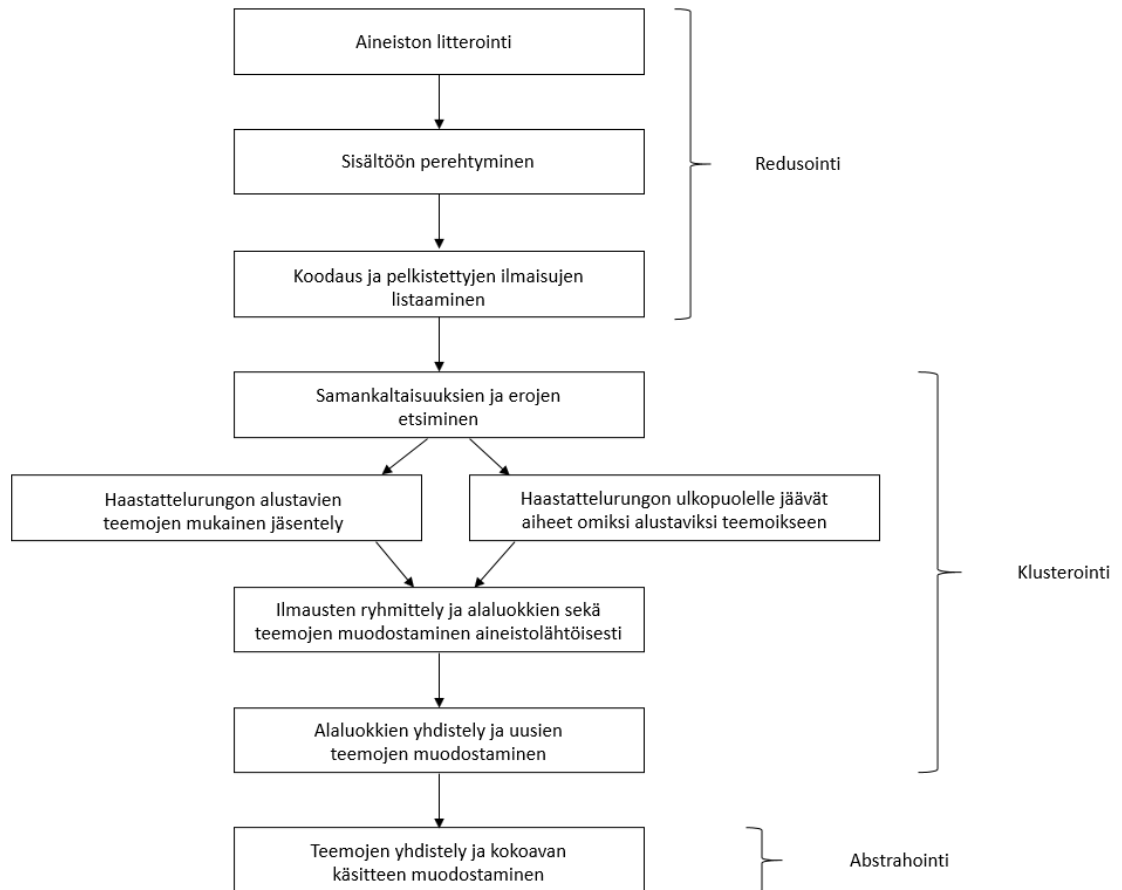 Aineiston litterointi
Sisältöön perehtyminen
Redusointi
Koodaus ja pelkistettyjen ilmaisujen
listaaminen
Samankaltaisuuksien ja erojen
etsiminen
Haastattelurungon alustavien
teemojen mukainen jäsentely
Haastattelurungon ulkopuolelle jäävät
aiheet omiksi alustaviksi teemoikseen
Klusterointi
Ilmausten ryhmittely ja alaluokkien sekä
teemojen muodostaminen aineistolähtöisesti
Alaluokkien yhdistely ja uusien
teemojen muodostaminen
Teemojen yhdistely ja kokoavan
käsitteen muodostaminen
Abstrahointi